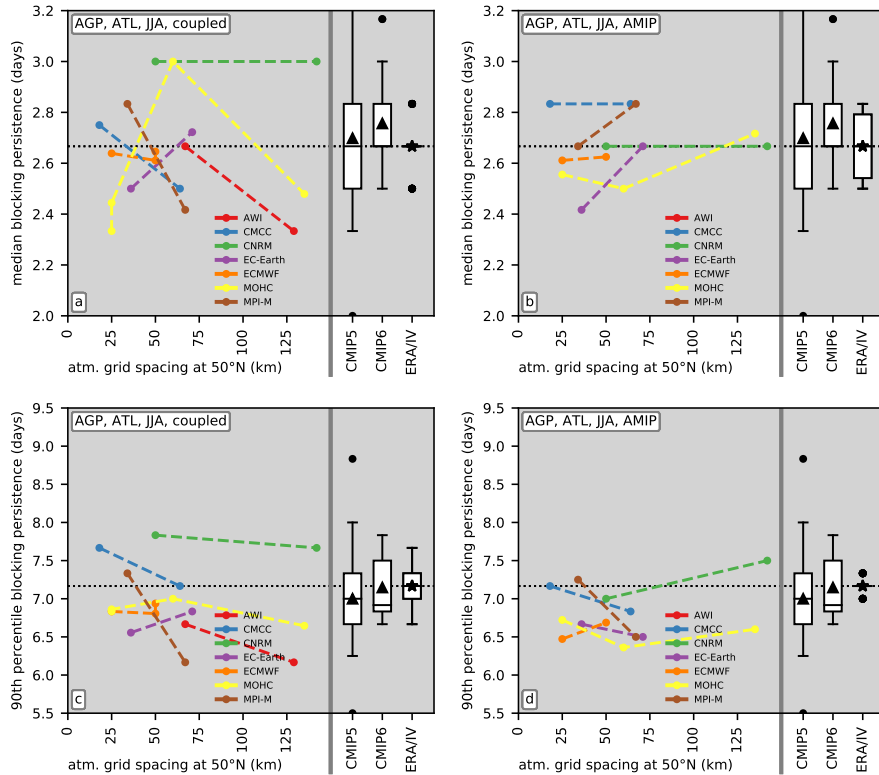 AGP, ATL, JJA, coupled
median blocking persistence (days)
3.2
3.0
2.8
2.6
2.4
2.2
2.0
AWI
CMCC
CNRM
EC-Earth
ECMWF
MOHC
MPI-M
a
0
25
50
75
100
125
CMIP5
CMIP6
ERA/IV
atm. grid spacing at 50°N (km)
AGP, ATL, JJA, AMIP
median blocking persistence (days)
3.2
3.0
2.8
2.6
2.4
2.2
2.0
AWI
CMCC
CNRM
EC-Earth
ECMWF
MOHC
MPI-M
b
0
25
50
75
100
125
CMIP5
CMIP6
ERA/IV
atm. grid spacing at 50°N (km)
AGP, ATL, JJA, coupled
90th percentile blocking persistence (days)
9.5
9.0
8.5
8.0
7.5
7.0
6.5
6.0
5.5
AWI
CMCC
CNRM
EC-Earth
ECMWF
MOHC
MPI-M
c
0
25
50
75
100
125
CMIP5
CMIP6
ERA/IV
atm. grid spacing at 50°N (km)
AGP, ATL, JJA, AMIP
90th percentile blocking persistence (days)
9.5
9.0
8.5
8.0
7.5
7.0
6.5
6.0
5.5
AWI
CMCC
CNRM
EC-Earth
ECMWF
MOHC
MPI-M
d
0
25
50
75
100
125
CMIP5
CMIP6
ERA/IV
atm. grid spacing at 50°N (km)